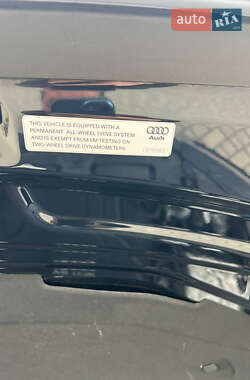 auto RIA.com
THIS VEHICLE IS EQUIPPED WITH A
PERMANENT ALL-WHEEL DRIVE SYSTEM
AND IS EXEMPT FROM I/M TESTING ON
TWO-WHEEL DRIVE DYNAMOMETERS
Audi